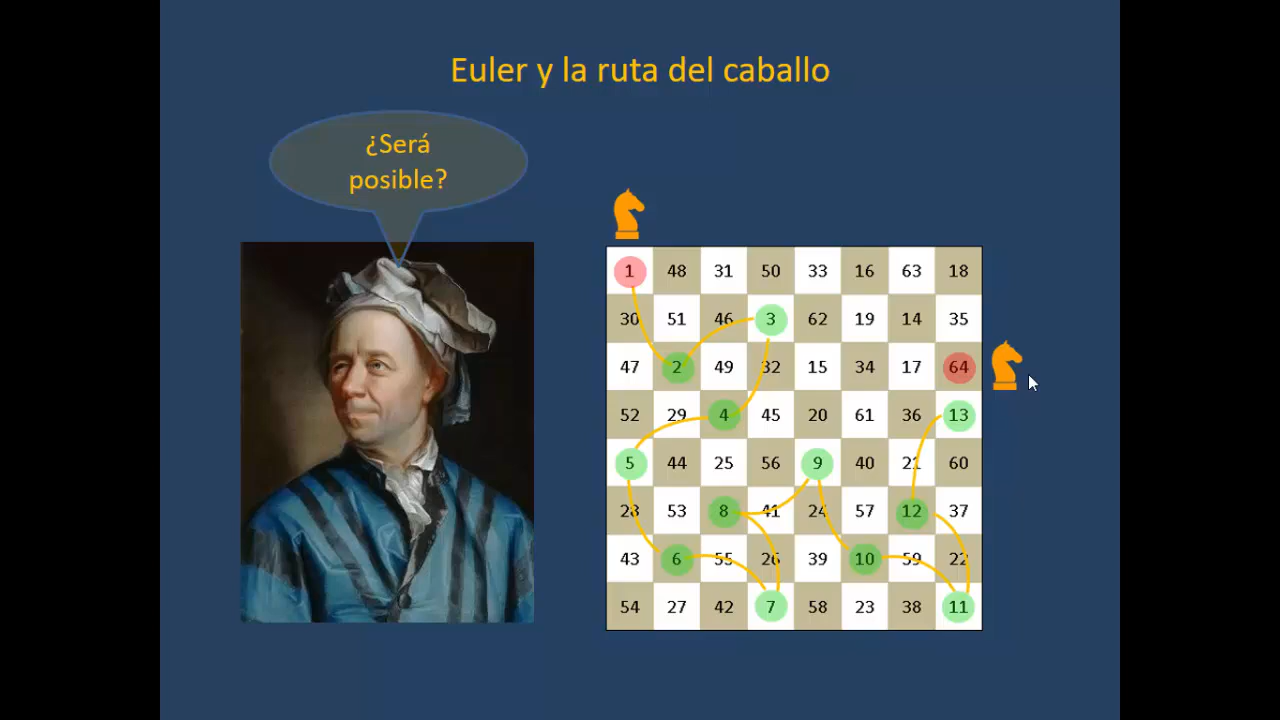 Euler y la ruta del caballo
¿Será
posible?
1 48 31 50 33 16 63 18
30 51 46 3 62 19 14 35
47 2 49 32 15 34 17 64
52 29 4 45 20 61 36 13
5 44 25 56 9 40 21 60
28 53 8 41 24 57 12 37
43 6 55 26 39 10 59 22
54 27 42 7 58 23 38 11